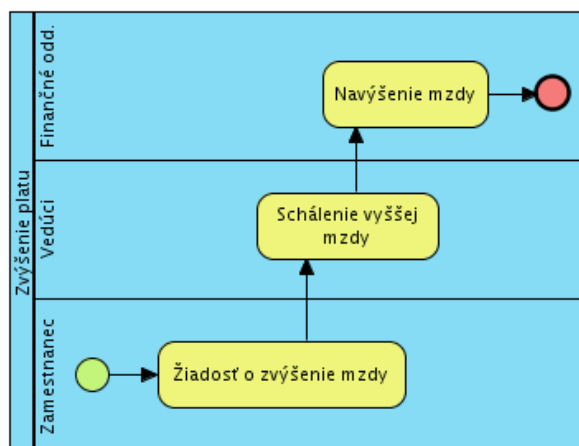 Zvýšenie platu
Finančné odd.
Navýšenie mzdy
Vedúci
Schálenie vyššej
mzdy
Zamestnanec
Žiadosť o zvýšenie mzdy